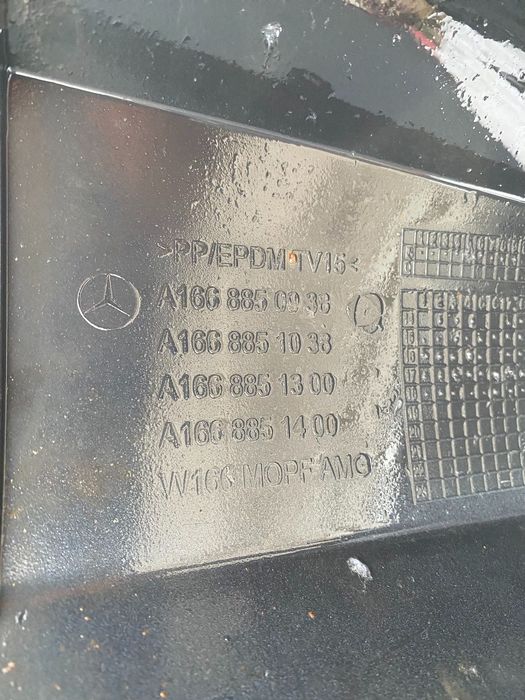 >PP/EPDM-TV15<
A166 885 09 38
A166 885 10 38
A166 885 13 00
A166 885 14 00
W166 MOPF AMG